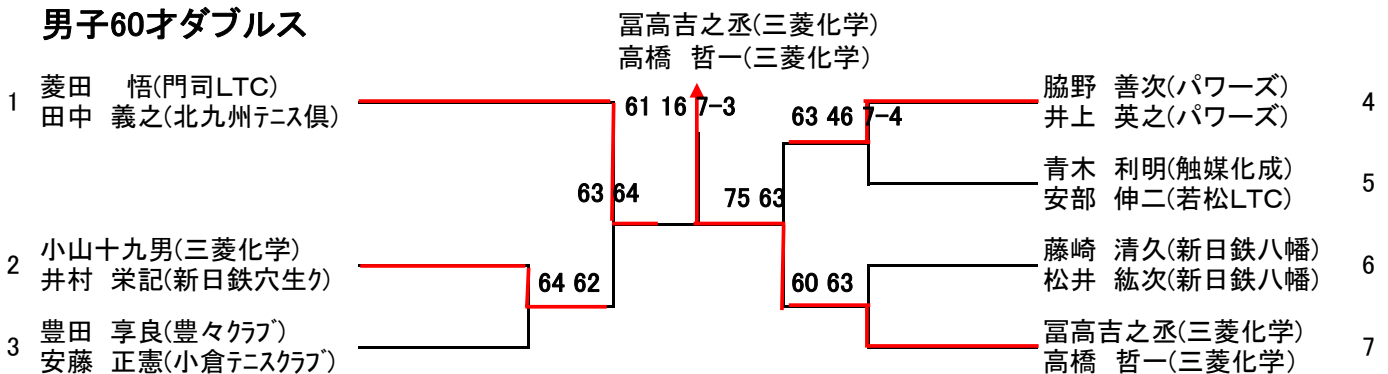 男子60才ダブルス
冨高吉之丞(三菱化学)
高橋 哲一(三菱化学)
1
菱田 悟(門司LTC)
田中 義之(北九州ﾃﾆｽ倶)
2
小山十九男(三菱化学)
井村 栄記(新日鉄穴生ｸ)
3
豊田 享良(豊々ｸﾗﾌﾞ)
安藤 正憲(小倉ﾃﾆｽｸﾗﾌﾞ)
63 64
64 62
61 16 7-3
75 63
63 46 7-4
60 63
脇野 善次(パワーズ)
井上 英之(パワーズ)
4
青木 利明(触媒化成)
安部 伸二(若松LTC)
5
藤崎 清久(新日鉄八幡)
松井 紘次(新日鉄八幡)
6
冨高吉之丞(三菱化学)
高橋 哲一(三菱化学)
7